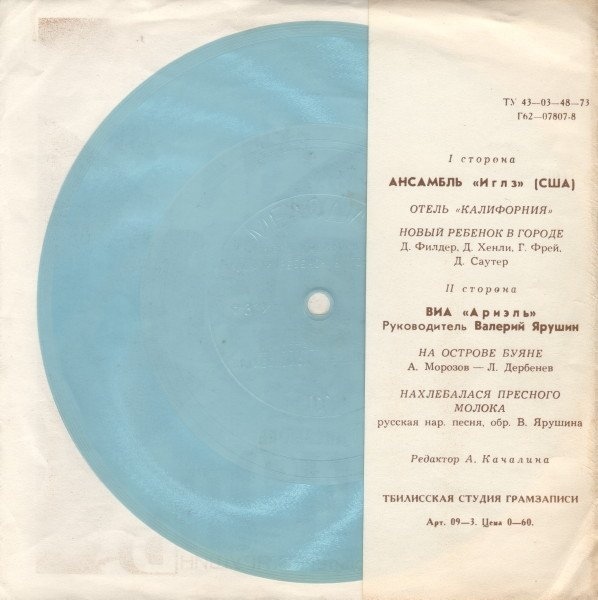 ТУ 43—03—48—73
Г62—07807-8
I сторона
АНСАМБЛЬ «Иглз» (США)
ОТЕЛЬ «КАЛИФОРНИЯ»
НОВЫЙ РЕБЕНОК В ГОРОДЕ
Д. Филдер, Д. Хенли, Г. Фрей,
Д. Саутер
II сторона
ВИА «Ариэль»
Руководитель Валерий Ярушин
НА ОСТРОВЕ БУЯНЕ
А. Морозов — Л. Дербенев
НАХЛЕБАЛАСЯ ПРЕСНОГО
МОЛОКА
русская нар. песня, обр. В. Ярушина
Редактор А. Качалина
ТБИЛИССКАЯ СТУДИЯ ГРАМЗАПИСИ
Арт. 09—3. Цена 0—60.